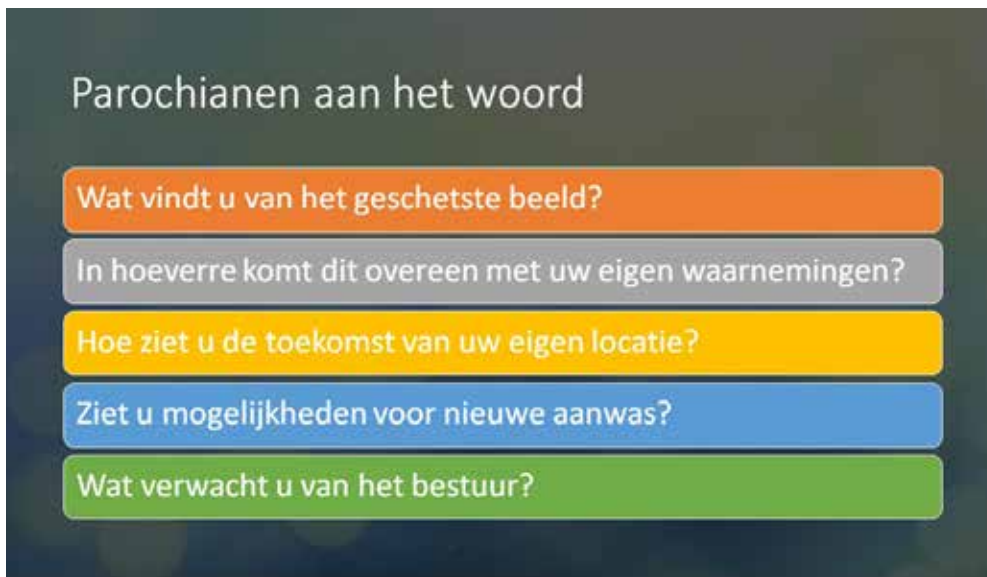 Parochianen aan het woord
Wat vindt u van het geschetste beeld?
In hoeverre komt dit overeen met uw eigen waarnemingen?
Hoe ziet u de toekomst van uw eigen locatie?
Ziet u mogelijkheden voor nieuwe aanwas?
Wat verwacht u van het bestuur?